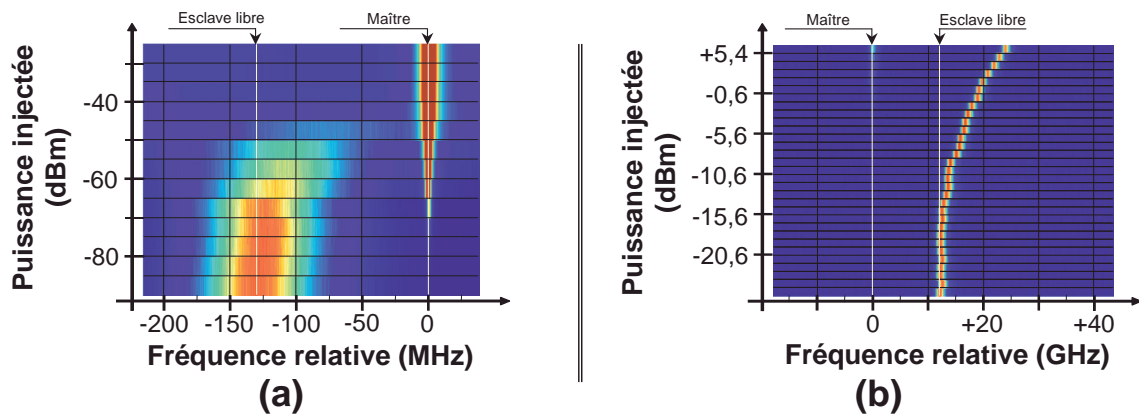 Esclave libre
Maître
Puissance injectée
(dBm)
-40
-60
-80
-200
-150
-100
-50
0
Fréquence relative (MHz)
(a)
Maître
Esclave libre
Puissance injectée
(dBm)
+5,4
-0,6
-5,6
-10,6
-15,6
-20,6
0
+20
+40
Fréquence relative (GHz)
(b)